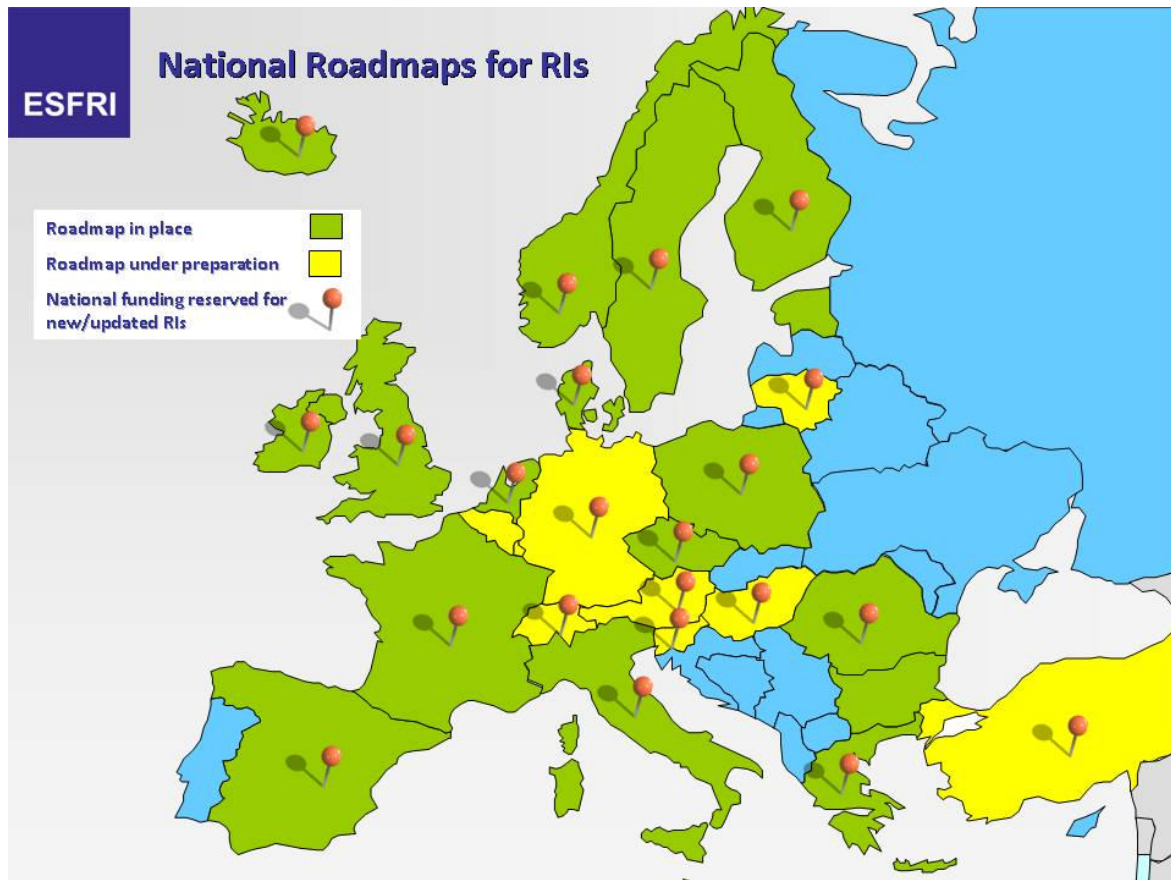 National Roadmaps for RIs
ESFRI
Roadmap in place
Roadmap under preparation
National funding reserved for
new/updated RIs